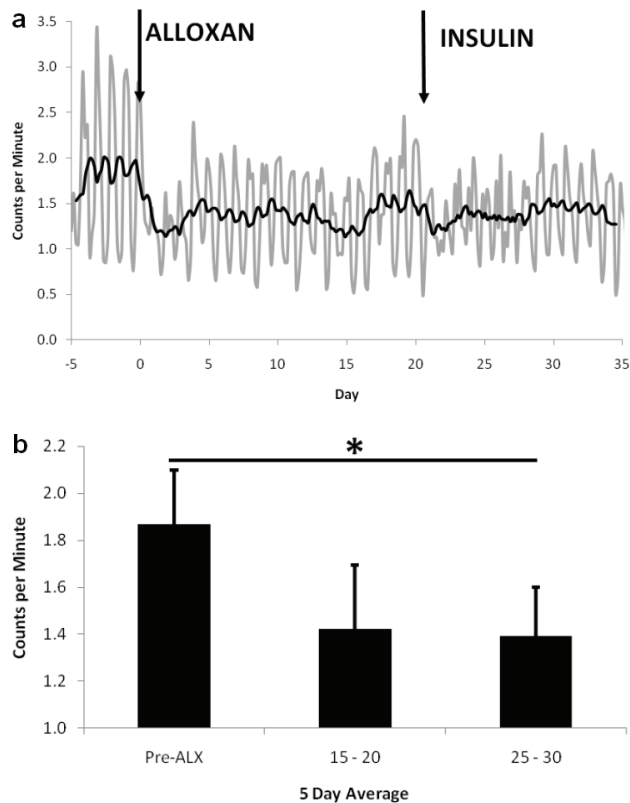 a
ALLOXAN
INSULIN
Counts per Minute
3.5
3.0
2.5
2.0
1.5
1.0
0.5
0.0
-5 0 5 10 15 20 25 30 35
Day
b
*
Counts per Minute
2.2
2.0
1.8
1.6
1.4
1.2
1.0
Pre-ALX 15 - 20 25 - 30
5 Day Average